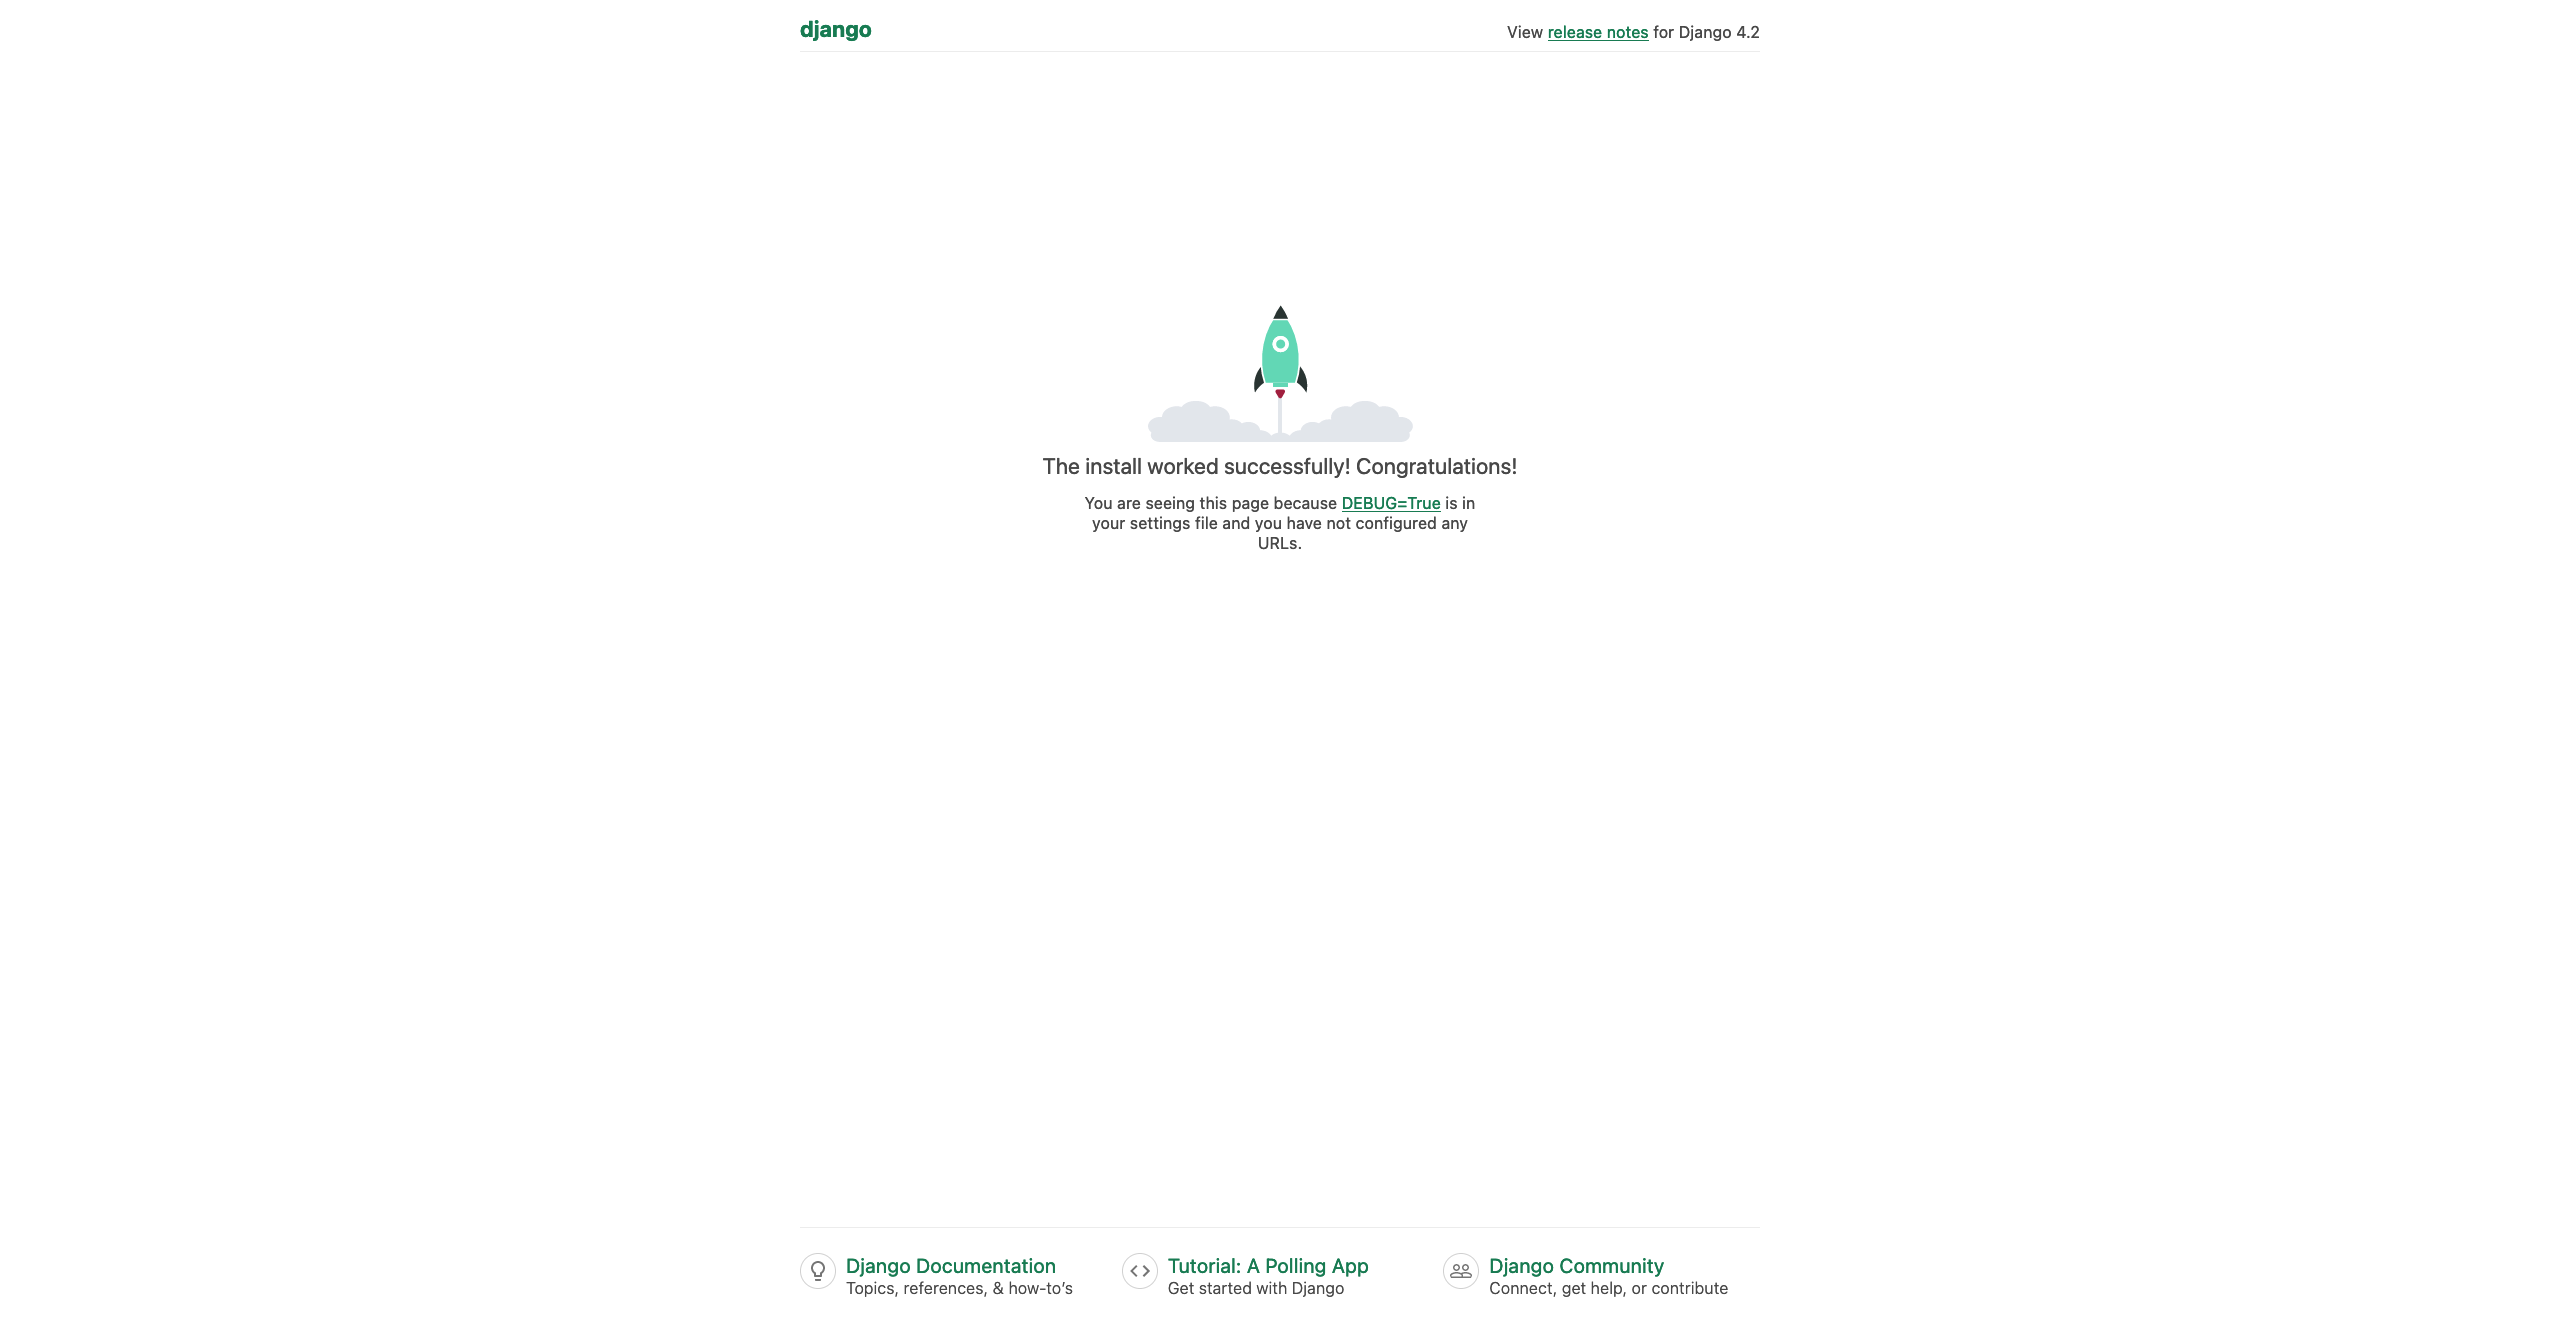 django
View release notes for Django 4.2
The install worked successfully! Congratulations!
You are seeing this page because DEBUG=True is in
your settings file and you have not configured any
URLs.
Django Documentation
Topics, references, & how-to’s
Tutorial: A Polling App
Get started with Django
Django Community
Connect, get help, or contribute